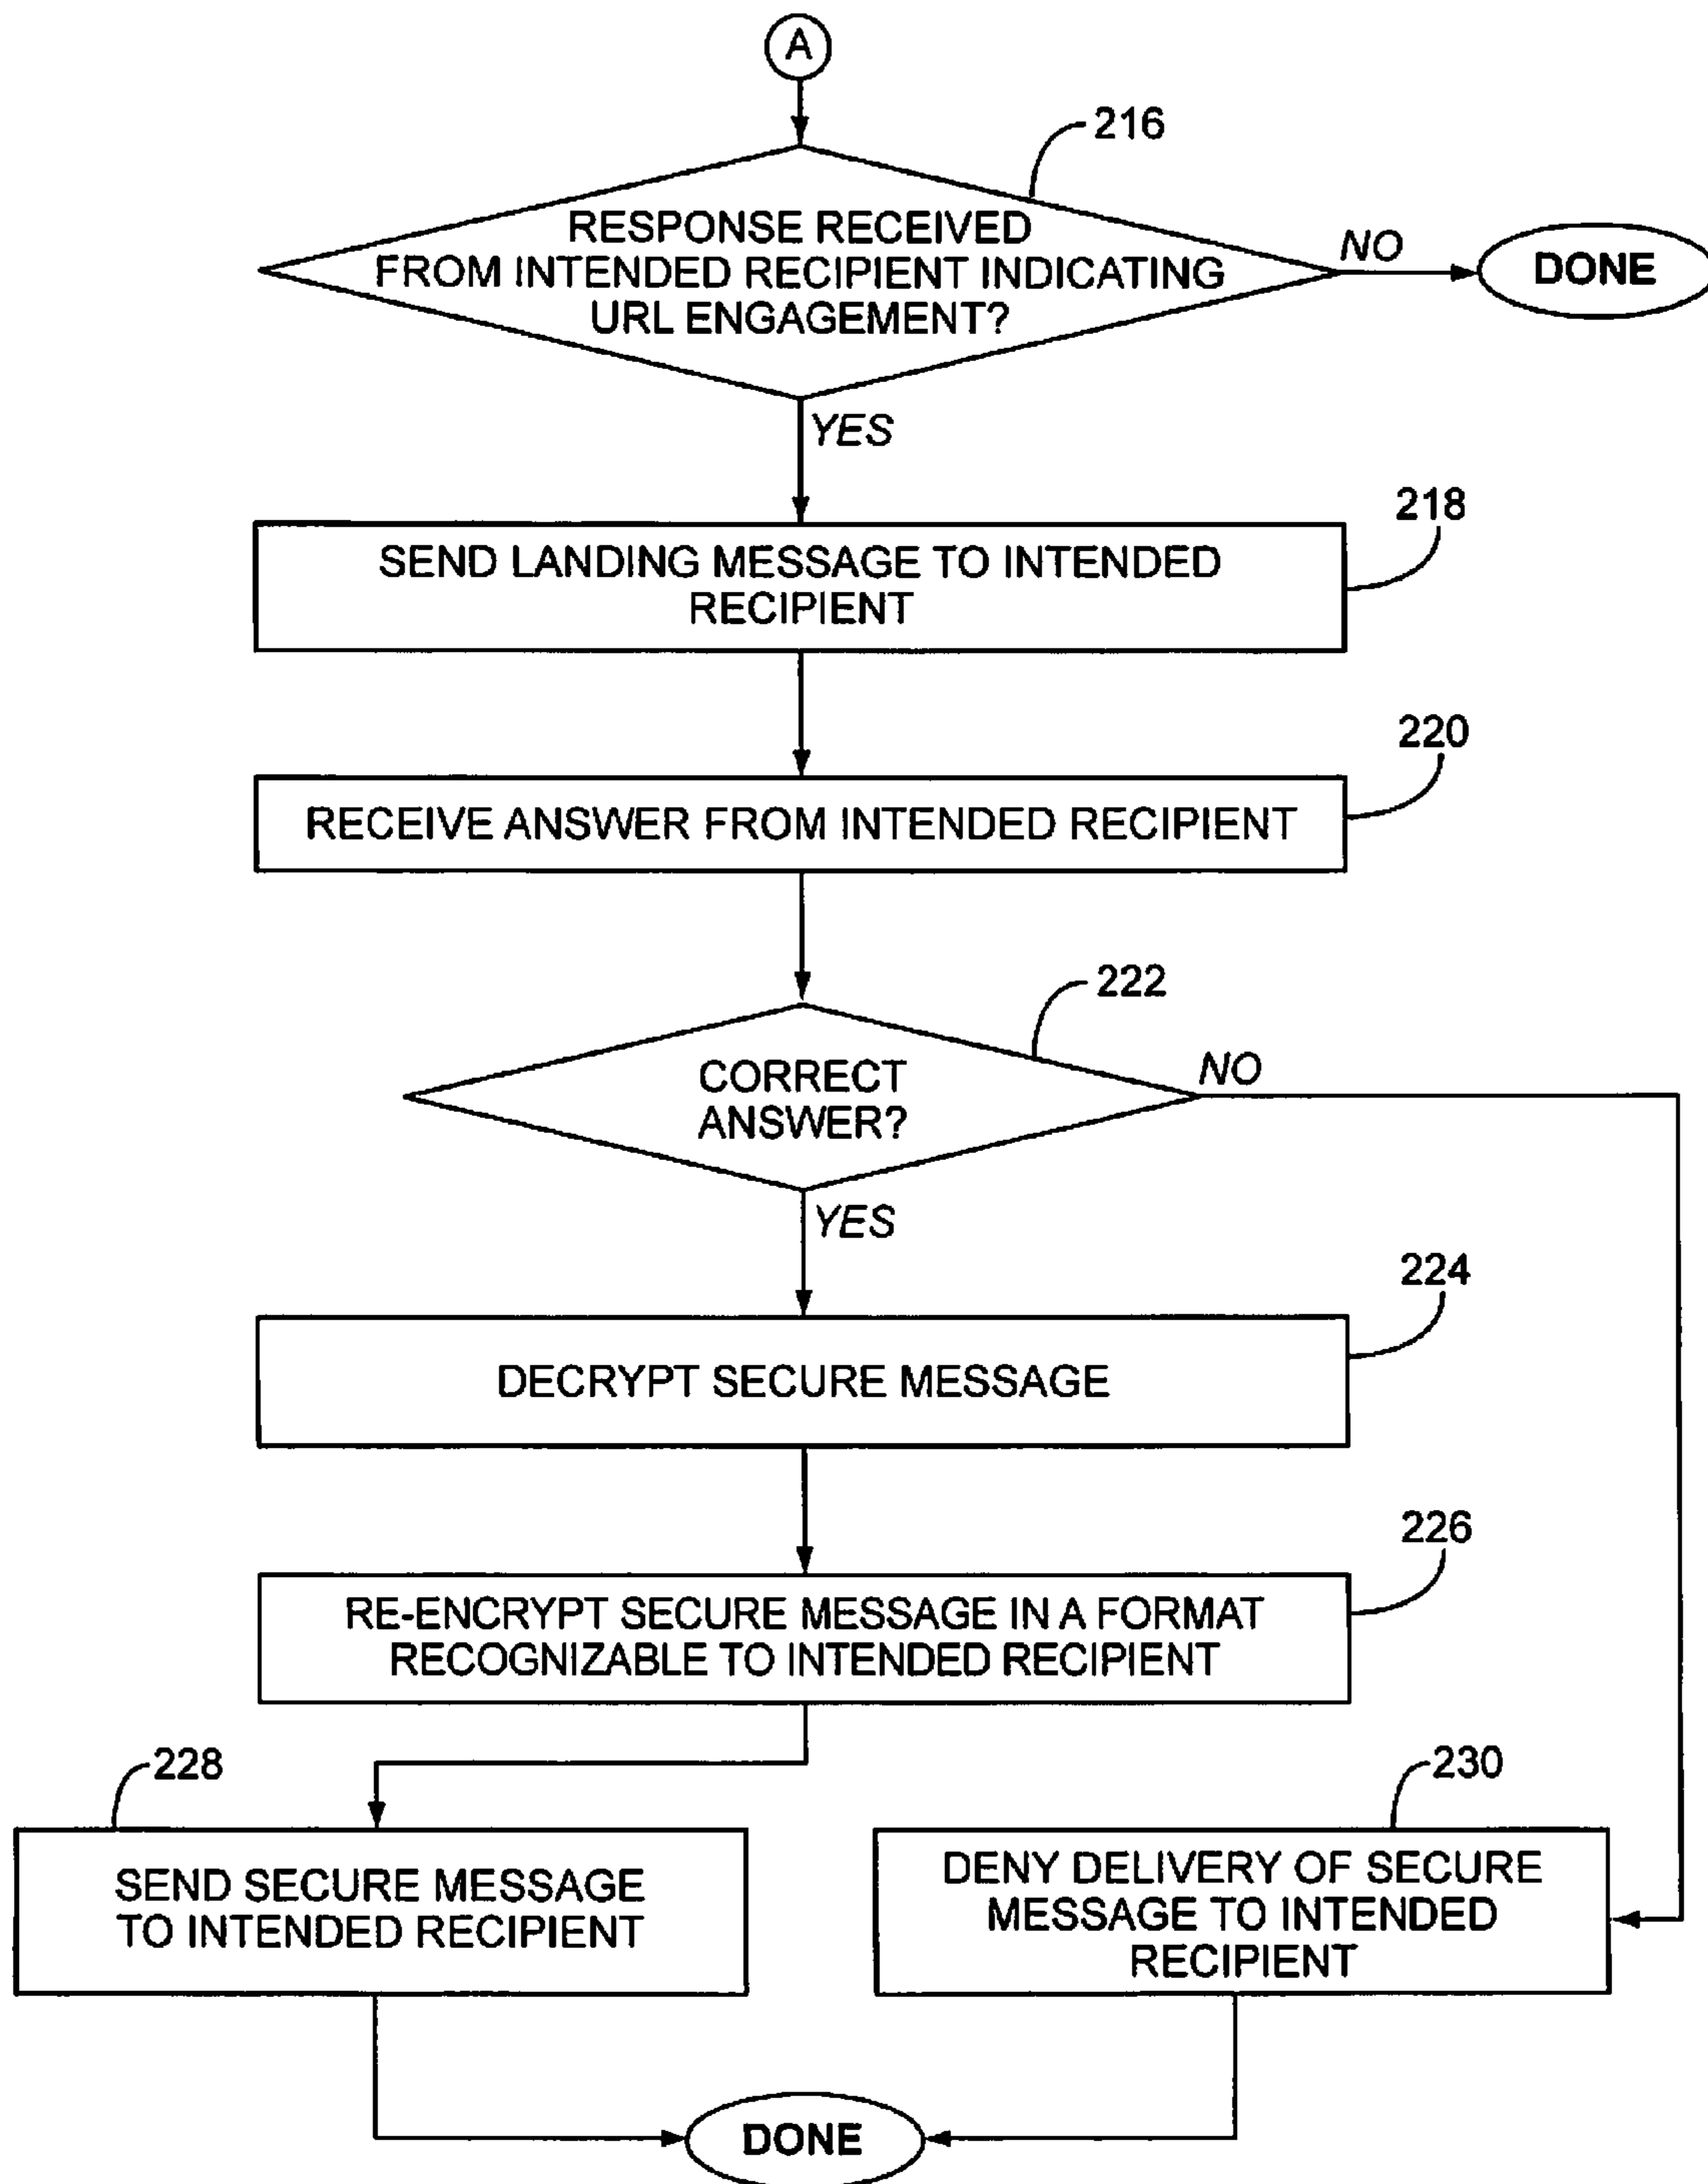 A
216
RESPONSE RECEIVED
FROM INTENDED RECIPIENT INDICATING
URL ENGAGEMENT?
NO
DONE
YES
218
SEND LANDING MESSAGE TO INTENDED
RECIPIENT
220
RECEIVE ANSWER FROM INTENDED RECIPIENT
222
CORRECT
ANSWER?
NO
YES
224
DECRYPT SECURE MESSAGE
226
RE-ENCRYPT SECURE MESSAGE IN A FORMAT
RECOGNIZABLE TO INTENDED RECIPIENT
228
SEND SECURE MESSAGE
TO INTENDED RECIPIENT
230
DENY DELIVERY OF SECURE
MESSAGE TO INTENDED
RECIPIENT
DONE